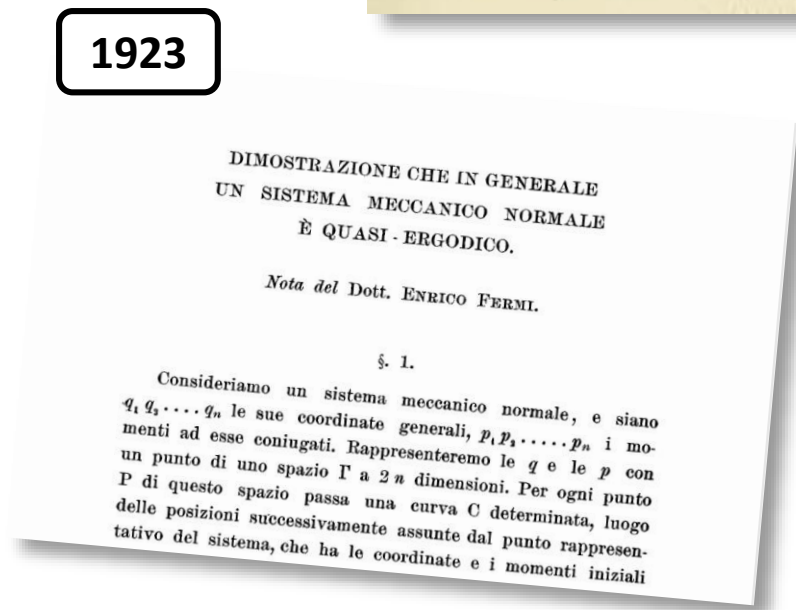 1923
DIMOSTRAZIONE CHE IN GENERALE
UN SISTEMA MECCANICO NORMALE
È QUASI - ERGODICO.
Nota del Dott. ENRICO FERMI.
§. 1.
Consideriamo un sistema meccanico normale, e siano
q₁ q₂ .... qₙ le sue coordinate generali, p₁ p₂ ..... pₙ i mo-
menti ad esse coniugati. Rappresenteremo le q e le p con
un punto di uno spazio Γ a 2 n dimensioni. Per ogni punto
P di questo spazio passa una curva C determinata, luogo
delle posizioni successivamente assunte dal punto rappresen-
tativo del sistema, che ha le coordinate e i momenti iniziali